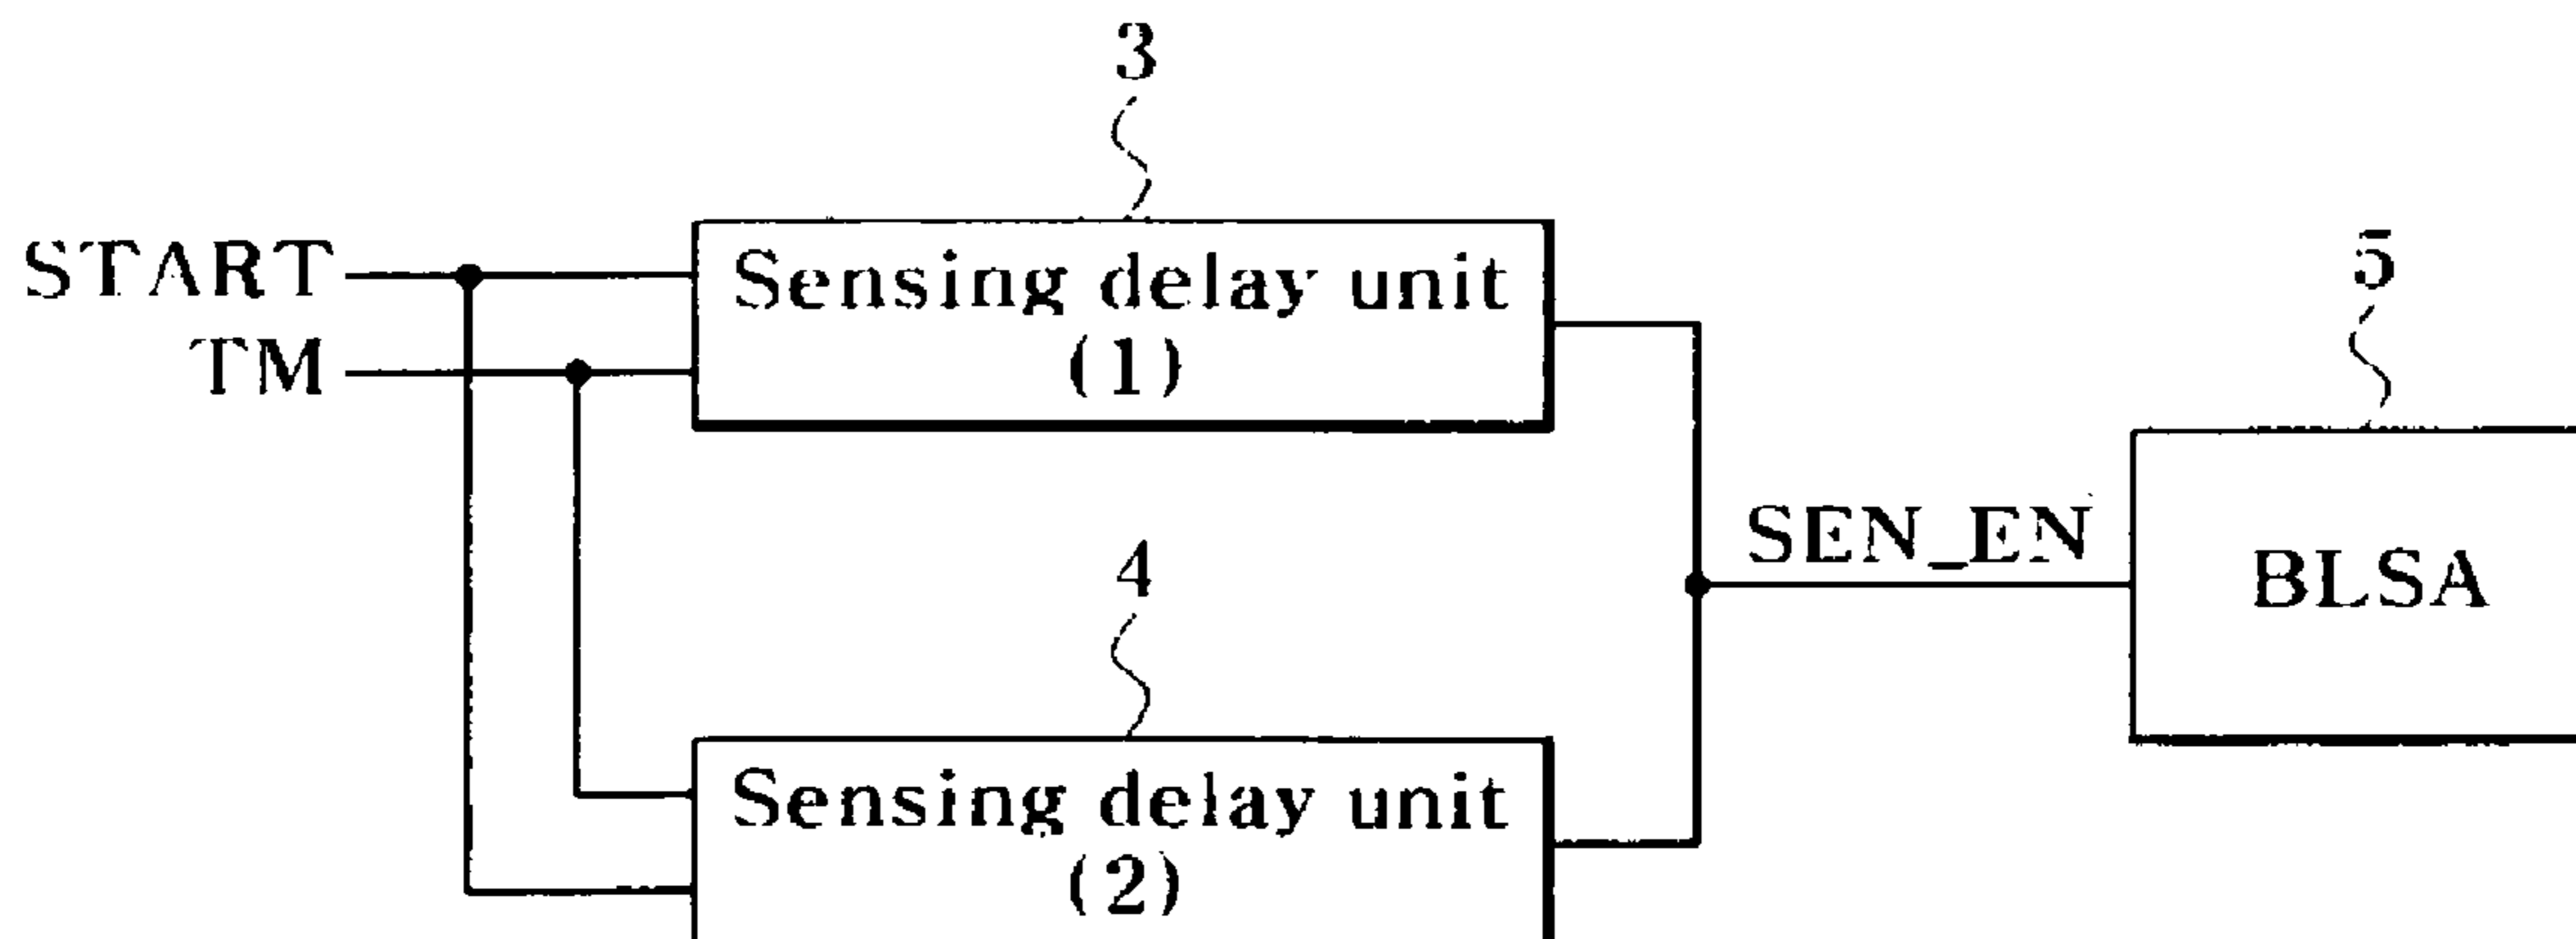 3
START
TM
Sensing delay unit
(1)
5
SEN_EN
BLSA
4
Sensing delay unit
(2)